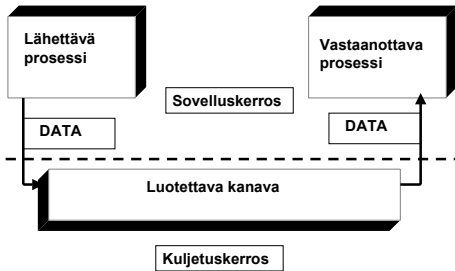 Lähettävä
prosessi
Vastaanottava
prosessi
Sovelluskerros
DATA
DATA
Luotettava kanava
Kuljetuskerros